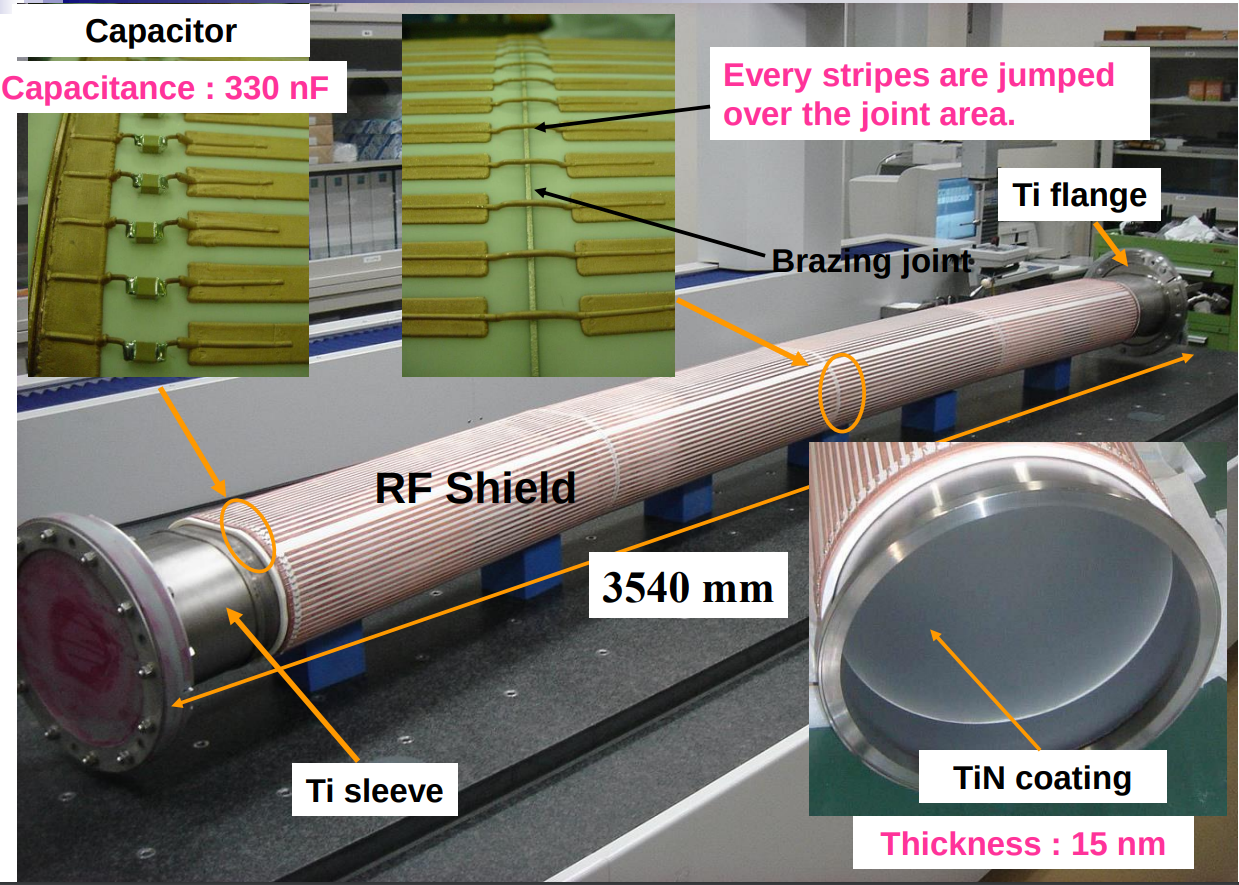 Capacitor
Capacitance : 330 nF
Every stripes are jumped
over the joint area.
Ti flange
Brazing joint
RF Shield
3540 mm
Ti sleeve
TiN coating
Thickness : 15 nm